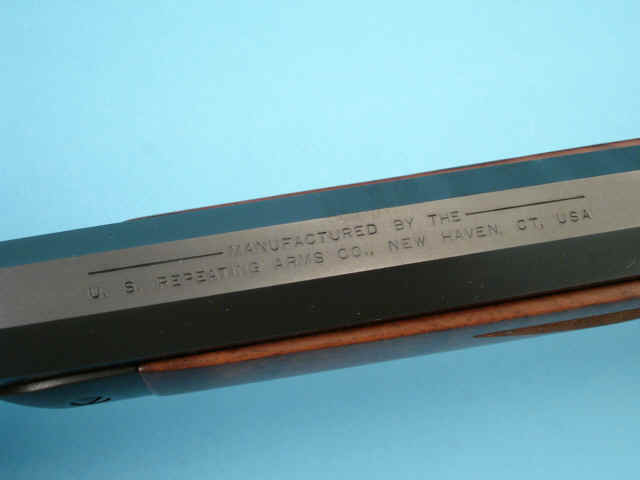 MANUFACTURED BY THE
U. S. REPEATING ARMS CO., NEW HAVEN, CT, USA